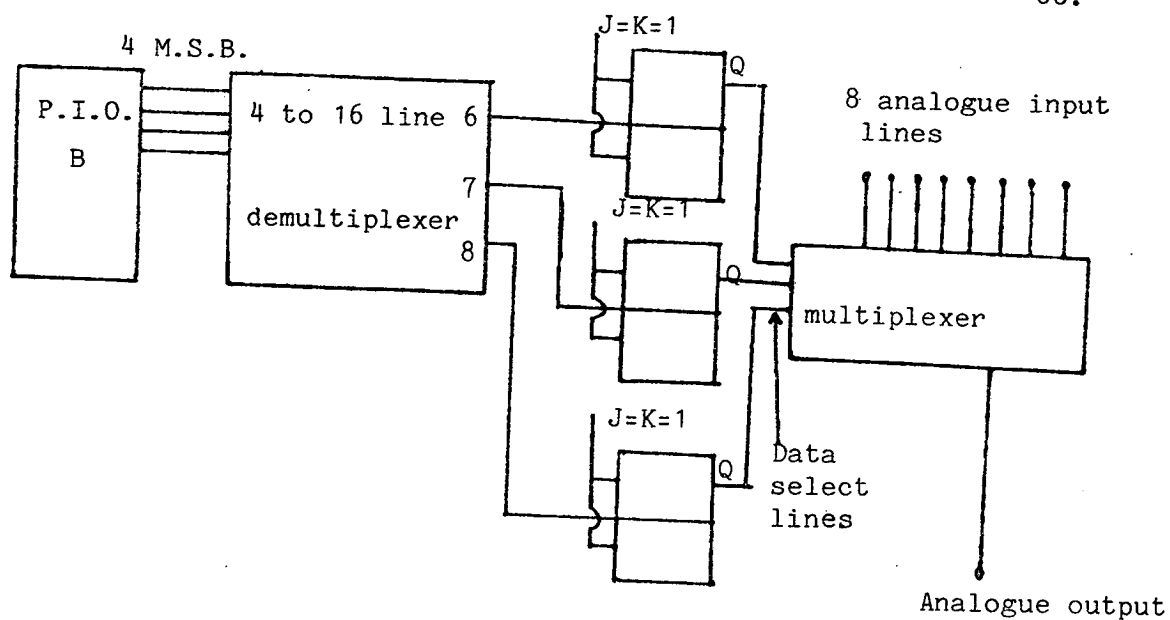 4 M.S.B.
P.I.O.
B
4 to 16 line 6
7
demultiplexer
8
J=K=1
Q
J=K=1
Q
J=K=1
Q
8 analogue input
lines
multiplexer
Data
select
lines
Analogue output